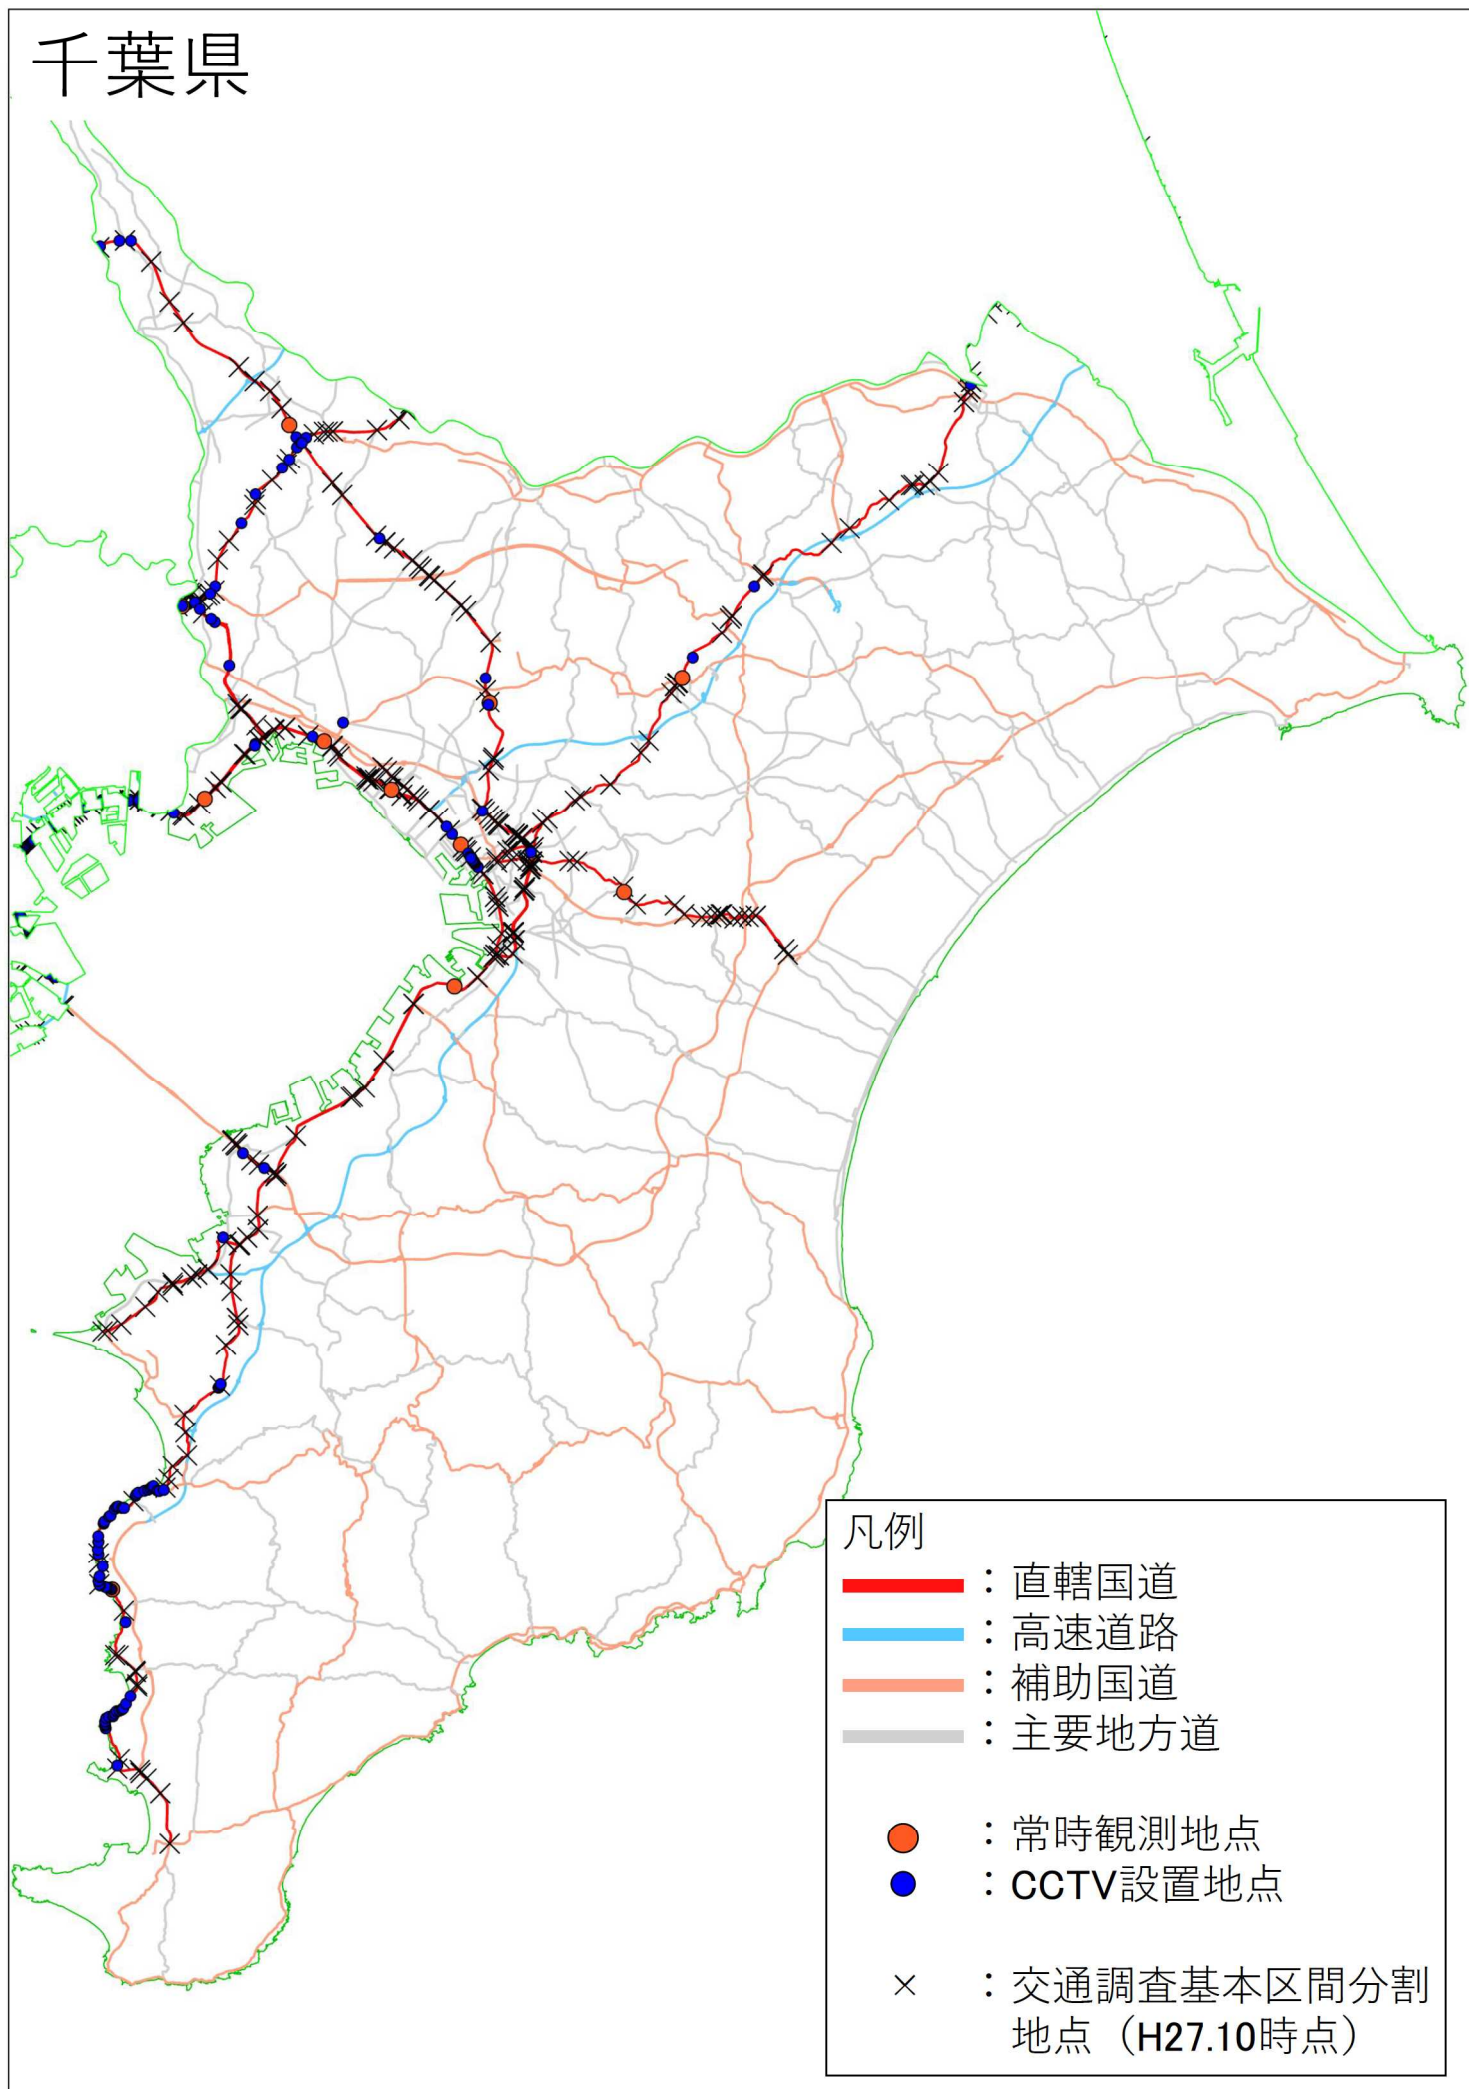 千葉県
凡例
：直轄国道
：高速道路
：補助国道
：主要地方道
：常時観測地点
：CCTV設置地点
：交通調査基本区間分割
地点（H27.10時点）